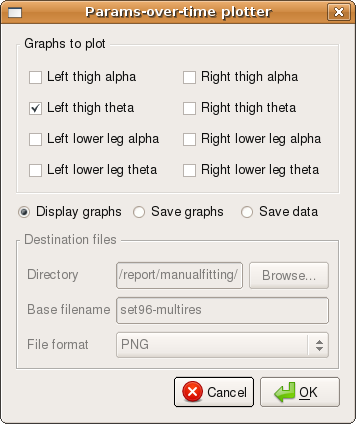 Params-over-time plotter
Graphs to plot
Left thigh alpha Right thigh alpha
Left thigh theta Right thigh theta
Left lower leg alpha Right lower leg alpha
Left lower leg theta Right lower leg theta
Display graphs Save graphs Save data
Destination files
Directory /report/manualfitting/ Browse...
Base filename set96-multires
File format PNG
Cancel OK